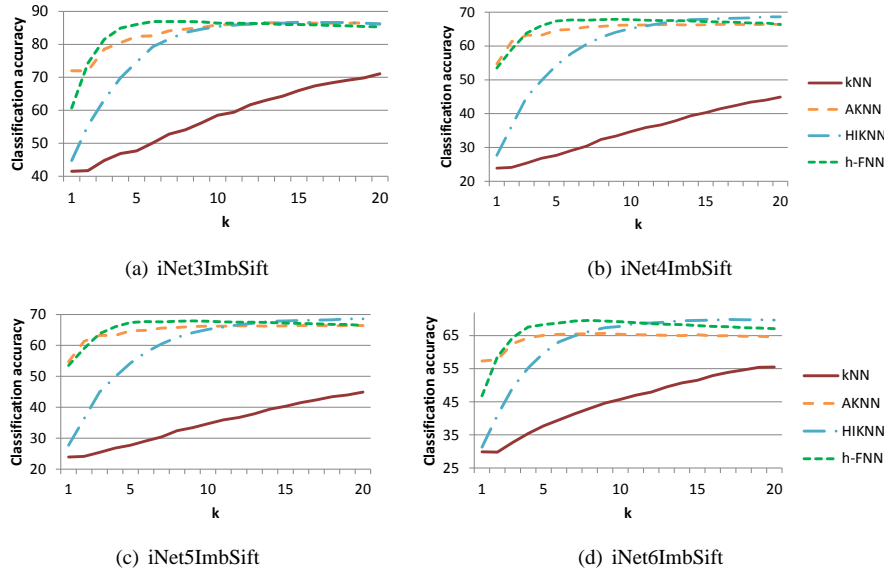 90
80
70
60
50
40
Classification accuracy
1 5 10 15 20
k
(a) iNet3ImbSift
70
60
50
40
30
20
Classification accuracy
1 5 10 15 20
k
kNN
AKNN
HIKNN
h-FNN
(b) iNet4ImbSift
70
60
50
40
30
20
Classification accuracy
1 5 10 15 20
k
(c) iNet5ImbSift
65
55
45
35
25
Classification accuracy
1 5 10 15 20
k
kNN
AKNN
HIKNN
h-FNN
(d) iNet6ImbSift